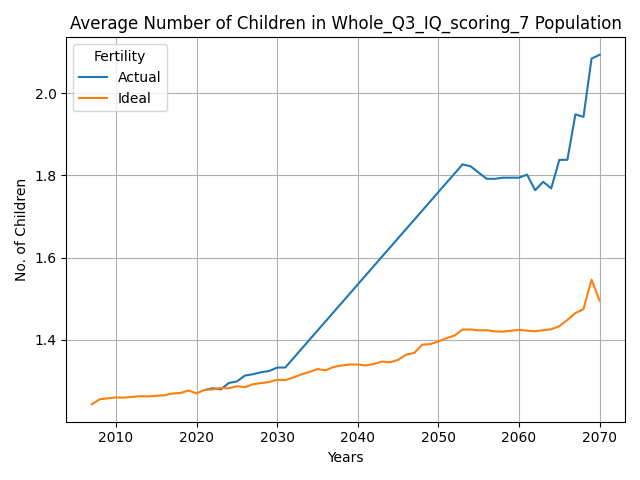 Average Number of Children in Whole_Q3_IQ_scoring_7 Population
Fertility
Actual
Ideal
No. of Children
2.0
1.8
1.6
1.4
2010 2020 2030 2040 2050 2060 2070
Years